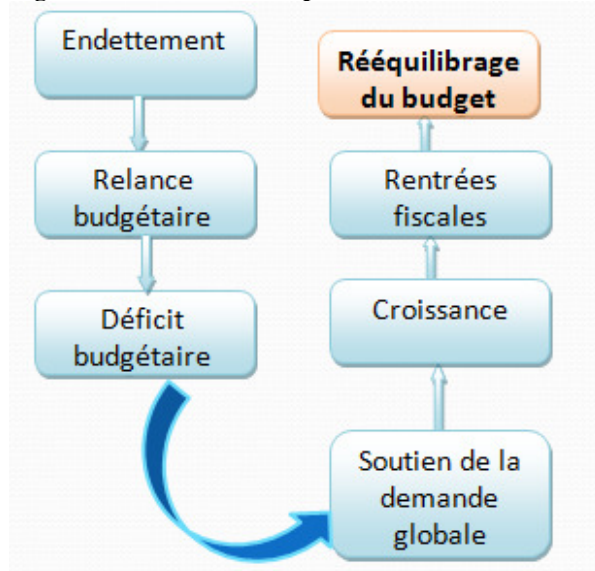 Endettement
Relance
budgétaire
Déficit
budgétaire
Soutien de la
demande
globale
Croissance
Rentrées
fiscales
Rééquilibrage
du budget